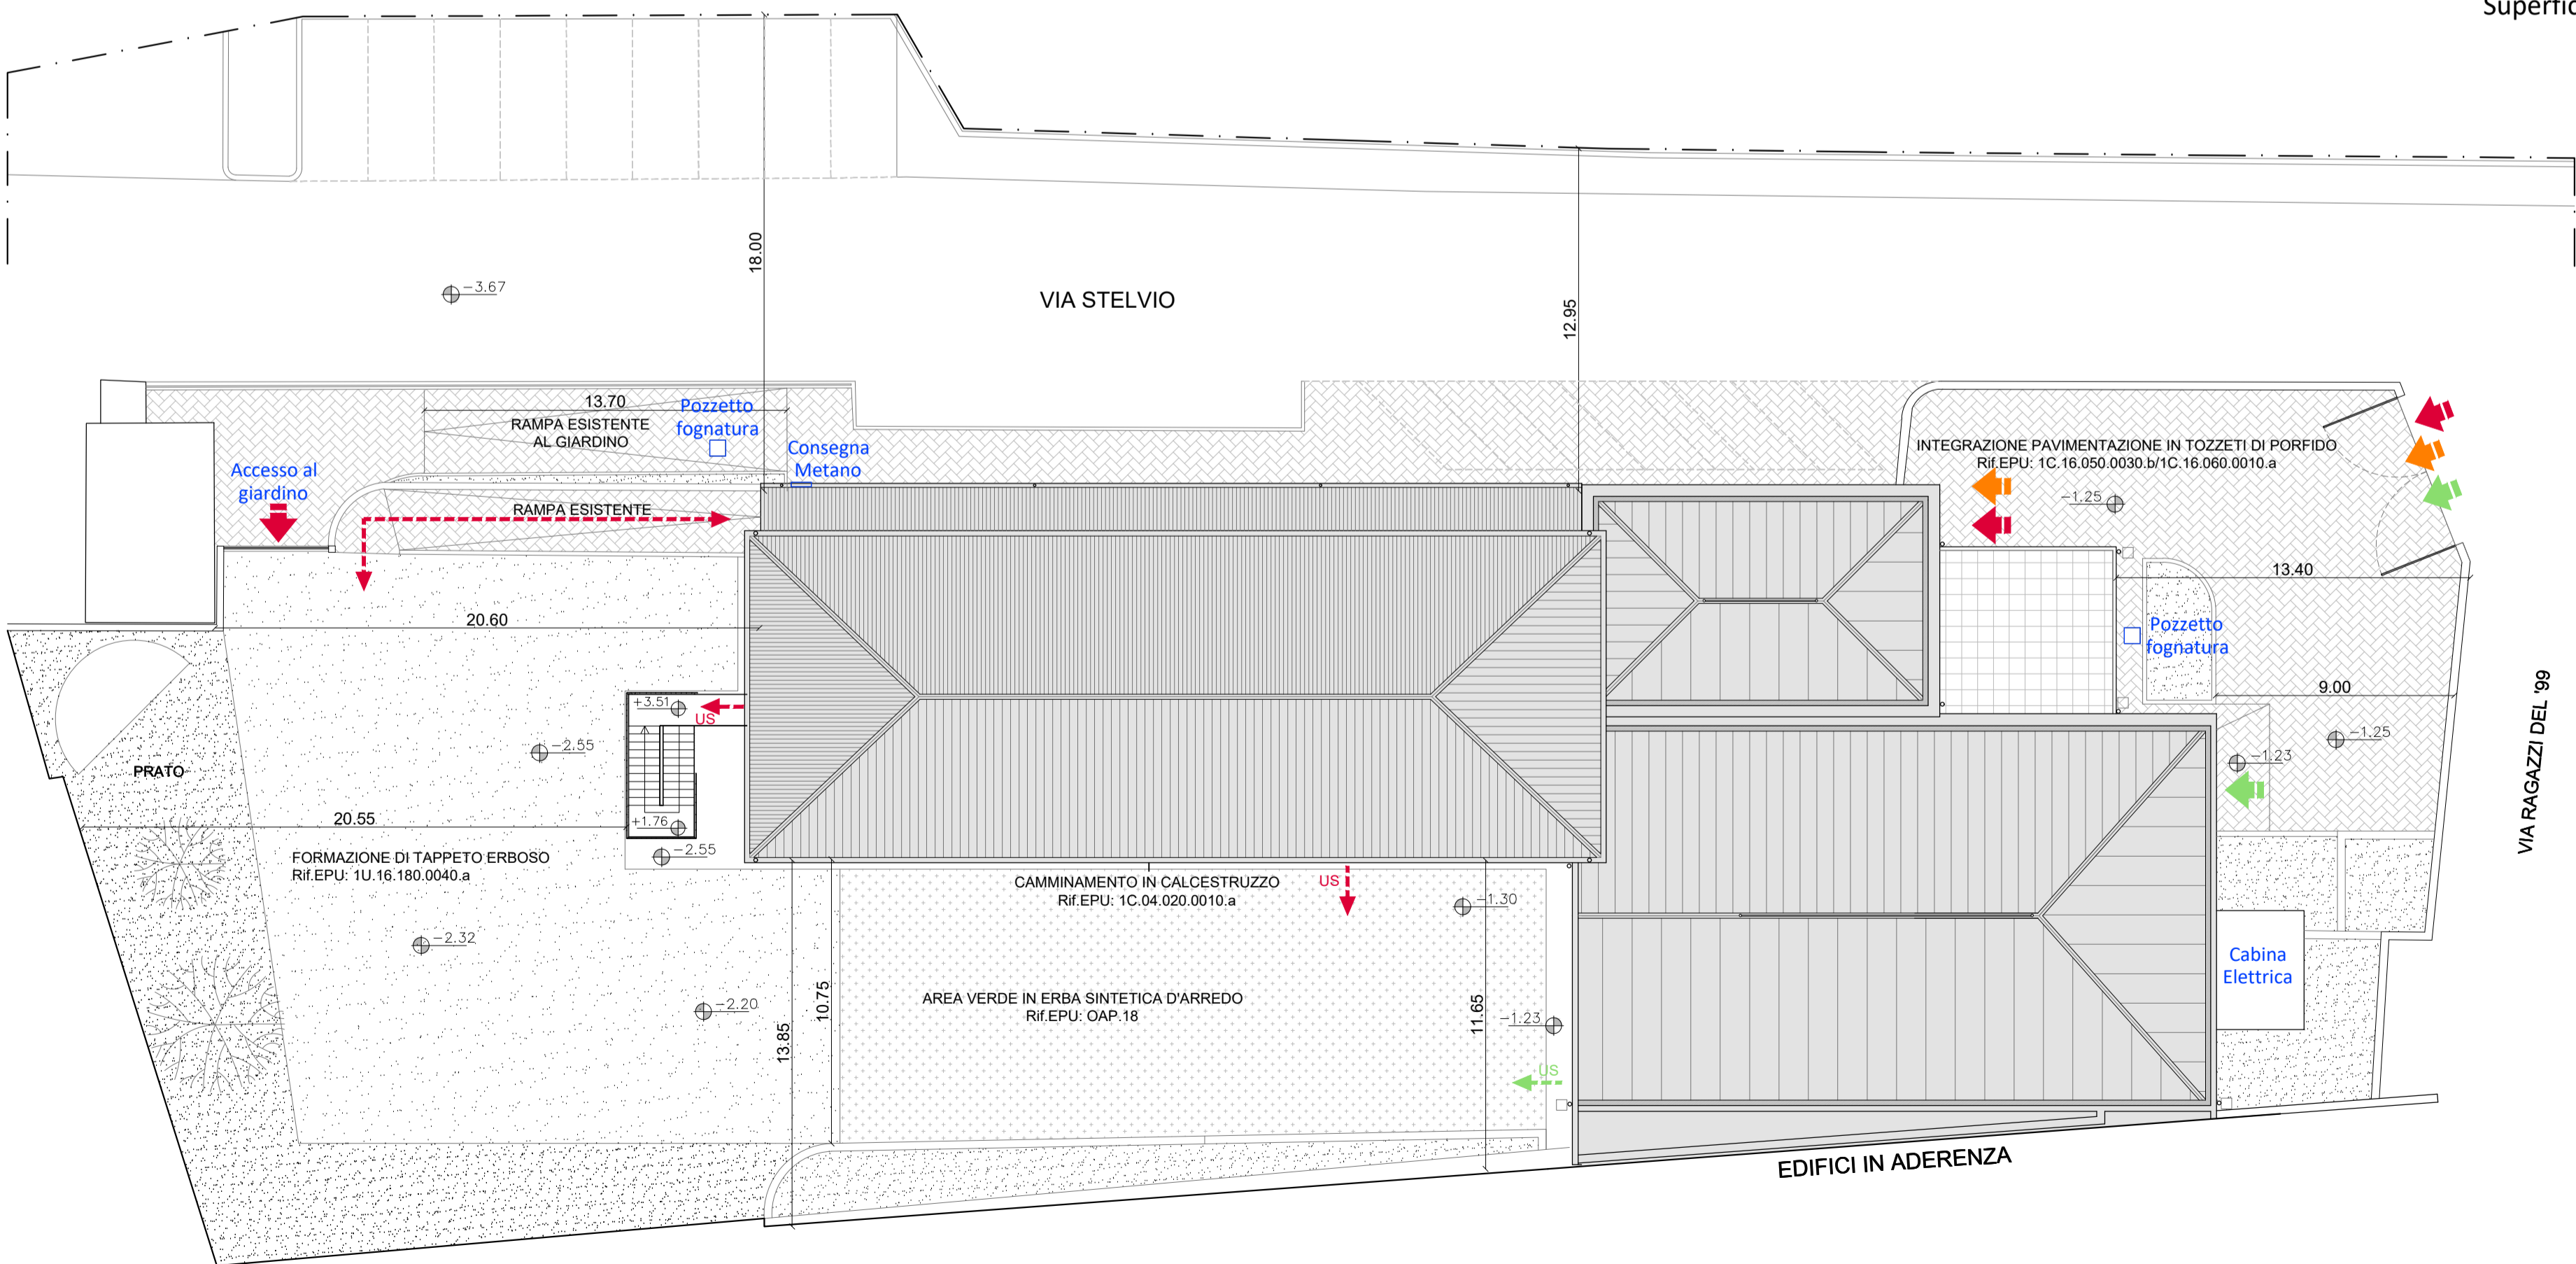 Superfic
18.00
-3.67
VIA STELVIO
12.95
13.70
RAMPA ESISTENTE
AL GIARDINO
Pozzetto
fognatura
Consegna
Metano
Accesso al
giardino
RAMPA ESISTENTE
INTEGRAZIONE PAVIMENTAZIONE IN TOZZETI DI PORFIDO
Rif.EPU: 1C.16.050.0030.b/1C.16.060.0010.a
-1.25
13.40
20.60
Pozzetto
fognatura
9.00
+3.51
US
-2.55
-1.25
-1.23
PRATO
VIA RAGAZZI DEL '99
20.55
+1.76
-2.55
FORMAZIONE DI TAPPETO ERBOSO
Rif.EPU: 1U.16.180.0040.a
CAMMINAMENTO IN CALCESTRUZZO
Rif.EPU: 1C.04.020.0010.a
US
-1.30
-2.32
Cabina
Elettrica
-2.20
10.75
13.85
AREA VERDE IN ERBA SINTETICA D'ARREDO
Rif.EPU: OAP.18
11.65
-1.23
US
EDIFICI IN ADERENZA